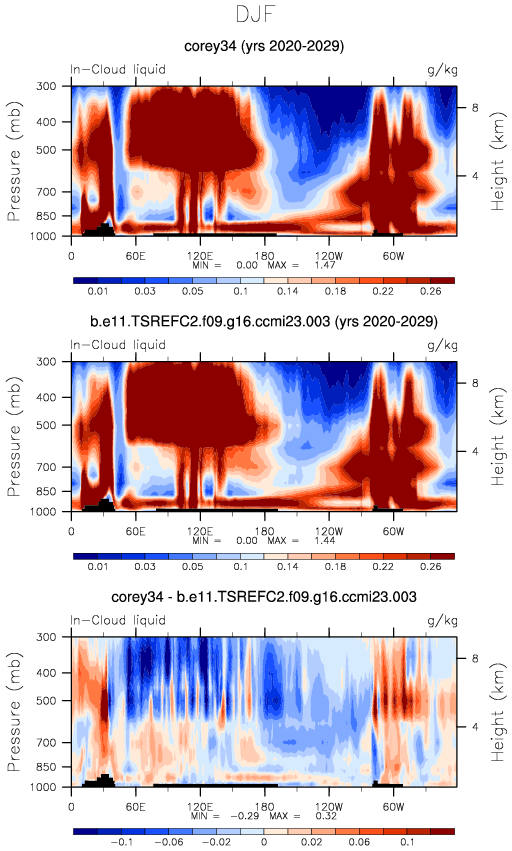 DJF
corey34 (yrs 2020-2029)
In-Cloud liquid g/kg
300
400
500
700
850
1000
Pressure (mb)
8
4
Height (km)
0 60E 120E 180 120W 60W
MIN = 0.00 MAX = 1.47
0.01 0.03 0.05 0.1 0.14 0.18 0.22 0.26
b.e11.TSREFC2.f09.g16.ccmi23.003 (yrs 2020-2029)
In-Cloud liquid g/kg
300
400
500
700
850
1000
Pressure (mb)
8
4
Height (km)
0 60E 120E 180 120W 60W
MIN = 0.00 MAX = 1.44
0.01 0.03 0.05 0.1 0.14 0.18 0.22 0.26
corey34 - b.e11.TSREFC2.f09.g16.ccmi23.003
In-Cloud liquid g/kg
300
400
500
700
850
1000
Pressure (mb)
8
4
Height (km)
0 60E 120E 180 120W 60W
MIN = -0.29 MAX = 0.32
-0.1 -0.06 -0.02 0 0.02 0.06 0.1